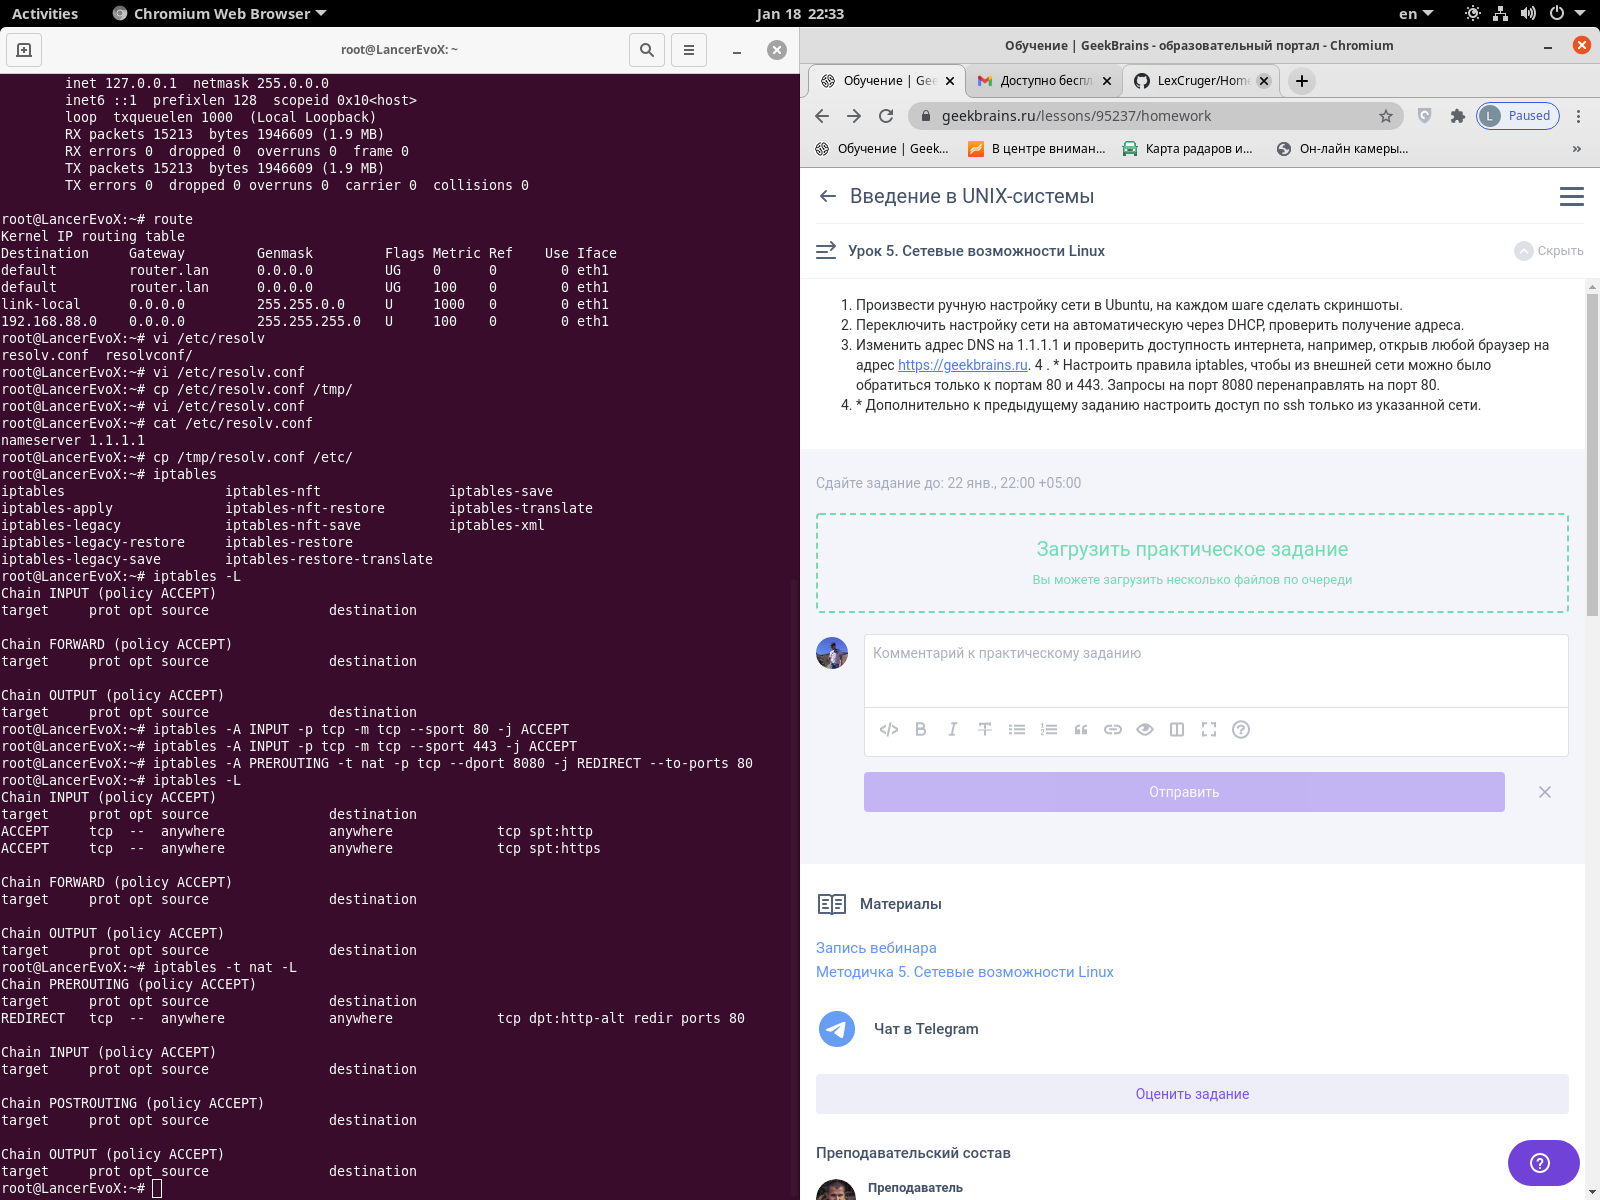 Activities
Chromium Web Browser
Jan 18 22:33
en
root@LancerEvoX: ~
        inet 127.0.0.1  netmask 255.0.0.0
        inet6 ::1  prefixlen 128  scopeid 0x10<host>
        loop  txqueuelen 1000  (Local Loopback)
        RX packets 15213  bytes 1946609 (1.9 MB)
        RX errors 0  dropped 0  overruns 0  frame 0
        TX packets 15213  bytes 1946609 (1.9 MB)
        TX errors 0  dropped 0 overruns 0  carrier 0  collisions 0
root@LancerEvoX:~# route
Kernel IP routing table
Destination     Gateway         Genmask         Flags Metric Ref    Use Iface
default         router.lan      0.0.0.0         UG    0      0        0 eth1
default         router.lan      0.0.0.0         UG    100    0        0 eth1
link-local      0.0.0.0         255.255.0.0     U     1000   0        0 eth1
192.168.88.0    0.0.0.0         255.255.255.0   U     100    0        0 eth1
root@LancerEvoX:~# vi /etc/resolv
resolv.conf  resolvconf/
root@LancerEvoX:~# vi /etc/resolv.conf
root@LancerEvoX:~# cp /etc/resolv.conf /tmp/
root@LancerEvoX:~# vi /etc/resolv.conf
root@LancerEvoX:~# cat /etc/resolv.conf
nameserver 1.1.1.1
root@LancerEvoX:~# cp /tmp/resolv.conf /etc/
root@LancerEvoX:~# iptables
iptables                    iptables-nft                iptables-save
iptables-apply              iptables-nft-restore        iptables-translate
iptables-legacy             iptables-nft-save           iptables-xml
iptables-legacy-restore     iptables-restore
iptables-legacy-save        iptables-restore-translate
root@LancerEvoX:~# iptables -L
Chain INPUT (policy ACCEPT)
target     prot opt source               destination
Chain FORWARD (policy ACCEPT)
target     prot opt source               destination
Chain OUTPUT (policy ACCEPT)
target     prot opt source               destination
root@LancerEvoX:~# iptables -A INPUT -p tcp -m tcp --sport 80 -j ACCEPT
root@LancerEvoX:~# iptables -A INPUT -p tcp -m tcp --sport 443 -j ACCEPT
root@LancerEvoX:~# iptables -A PREROUTING -t nat -p tcp --dport 8080 -j REDIRECT --to-ports 80
root@LancerEvoX:~# iptables -L
Chain INPUT (policy ACCEPT)
target     prot opt source               destination
ACCEPT     tcp  --  anywhere             anywhere             tcp spt:http
ACCEPT     tcp  --  anywhere             anywhere             tcp spt:https
Chain FORWARD (policy ACCEPT)
target     prot opt source               destination
Chain OUTPUT (policy ACCEPT)
target     prot opt source               destination
root@LancerEvoX:~# iptables -t nat -L
Chain PREROUTING (policy ACCEPT)
target     prot opt source               destination
REDIRECT   tcp  --  anywhere             anywhere             tcp dpt:http-alt redir ports 80
Chain INPUT (policy ACCEPT)
target     prot opt source               destination
Chain POSTROUTING (policy ACCEPT)
target     prot opt source               destination
Chain OUTPUT (policy ACCEPT)
target     prot opt source               destination
root@LancerEvoX:~#
Обучение | GeekBrains - образовательный портал - Chromium
Обучение | Gee
Доступно беспл
LexCruger/Home
geekbrains.ru/lessons/95237/homework
L Paused
Обучение | Geek...
В центре вниман...
Карта радаров и...
Он-лайн камеры...
»
Введение в UNIX-системы
Урок 5. Сетевые возможности Linux
Скрыть
1. Произвести ручную настройку сети в Ubuntu, на каждом шаге сделать скриншоты.
2. Переключить настройку сети на автоматическую через DHCP, проверить получение адреса.
3. Изменить адрес DNS на 1.1.1.1 и проверить доступность интернета, например, открыв любой браузер на
адрес https://geekbrains.ru. 4 . * Настроить правила iptables, чтобы из внешней сети можно было
обратиться только к портам 80 и 443. Запросы на порт 8080 перенаправлять на порт 80.
4. * Дополнительно к предыдущему заданию настроить доступ по ssh только из указанной сети.
Сдайте задание до: 22 янв., 22:00 +05:00
Загрузить практическое задание
Вы можете загрузить несколько файлов по очереди
Комментарий к практическому заданию
Отправить
Материалы
Запись вебинара
Методичка 5. Сетевые возможности Linux
Чат в Telegram
Оценить задание
Преподавательский состав
Преподаватель